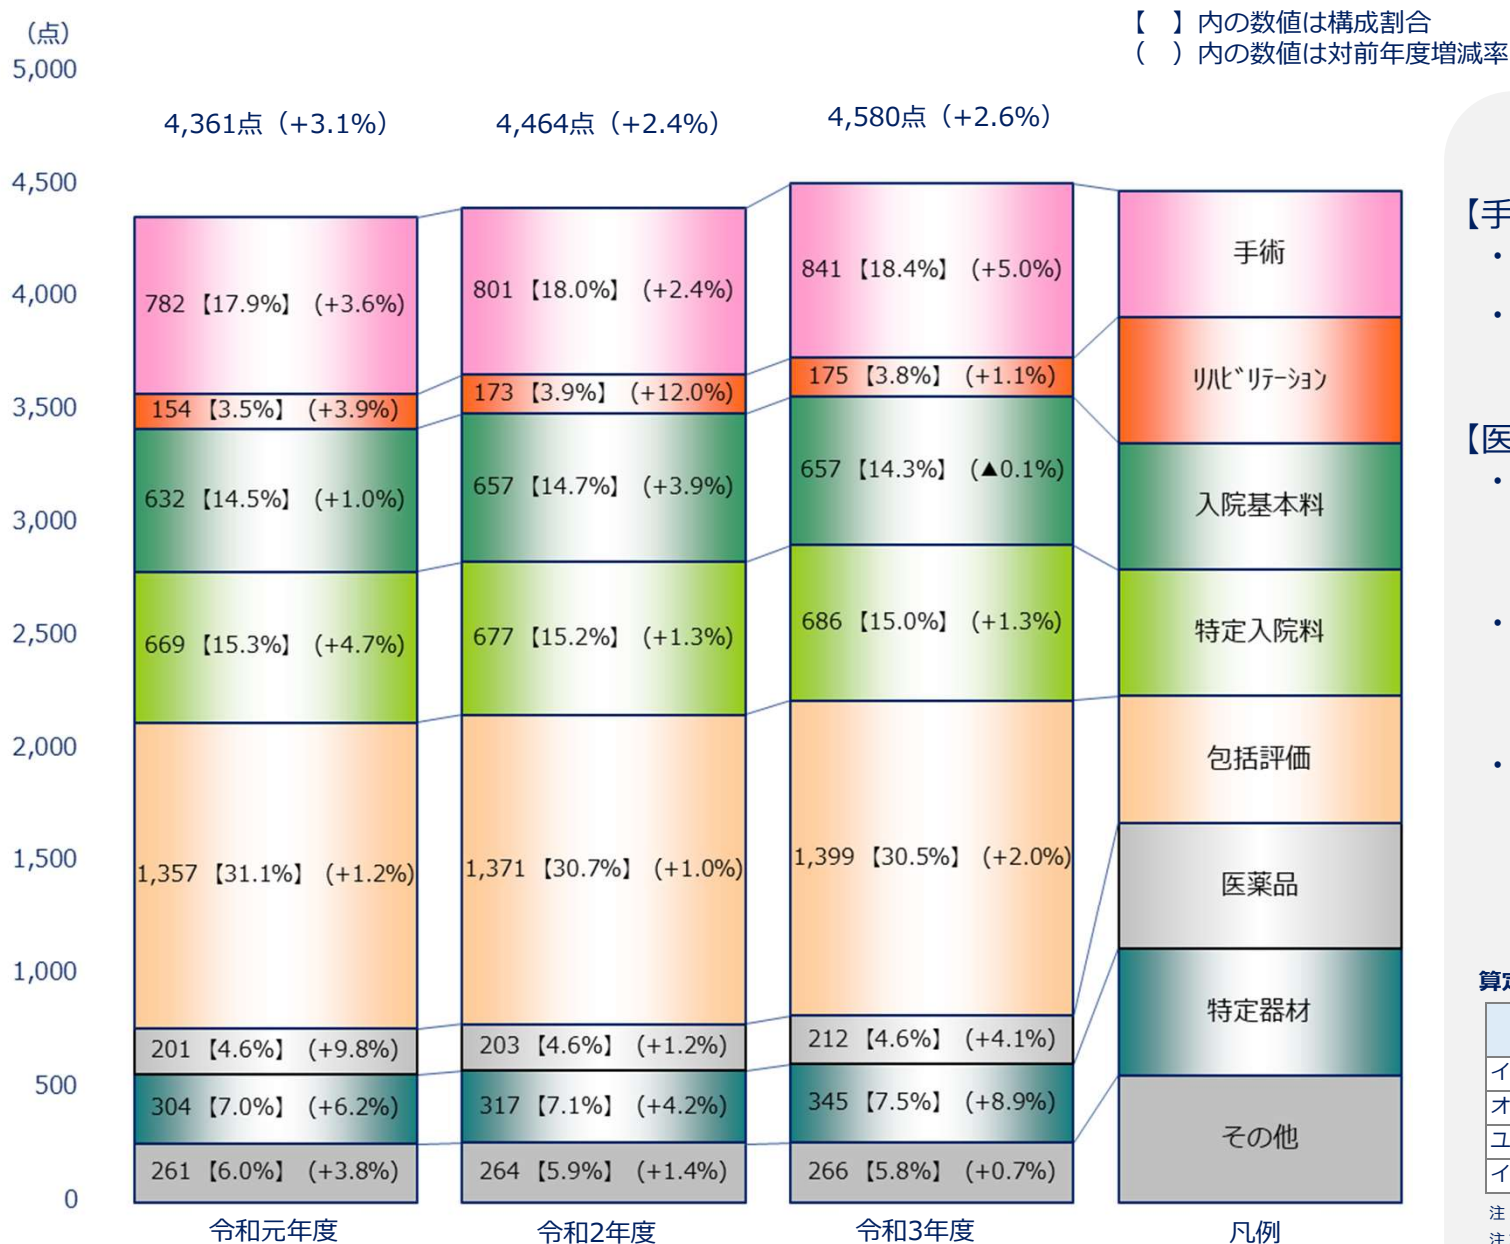 【　】内の数値は構成割合
（　）内の数値は対前年度増減率
（点）
5,000
4,500
4,000
3,500
3,000
2,500
2,000
1,500
1,000
500
0
4,361点（+3.1%）
782 【17.9%】 (+3.6%)
154 【3.5%】 (+3.9%)
632 【14.5%】 (+1.0%)
669 【15.3%】 (+4.7%)
1,357 【31.1%】 (+1.2%)
201 【4.6%】 (+9.8%)
304 【7.0%】 (+6.2%)
261 【6.0%】 (+3.8%)
令和元年度
4,464点（+2.4%）
801 【18.0%】 (+2.4%)
173 【3.9%】 (+12.0%)
657 【14.7%】 (+3.9%)
677 【15.2%】 (+1.3%)
1,371 【30.7%】 (+1.0%)
203 【4.6%】 (+1.2%)
317 【7.1%】 (+4.2%)
264 【5.9%】 (+1.4%)
令和2年度
4,580点（+2.6%）
841 【18.4%】 (+5.0%)
175 【3.8%】 (+1.1%)
657 【14.3%】 (▲0.1%)
686 【15.0%】 (+1.3%)
1,399 【30.5%】 (+2.0%)
212 【4.6%】 (+4.1%)
345 【7.5%】 (+8.9%)
266 【5.8%】 (+0.7%)
令和3年度
手術
ﾘﾊﾋﾞﾘﾃｰｼｮﾝ
入院基本料
特定入院料
包括評価
医薬品
特定器材
その他
凡例
【手
・
・
【医
・
・
・
算定
イ
オ
ユ
イ
注
注